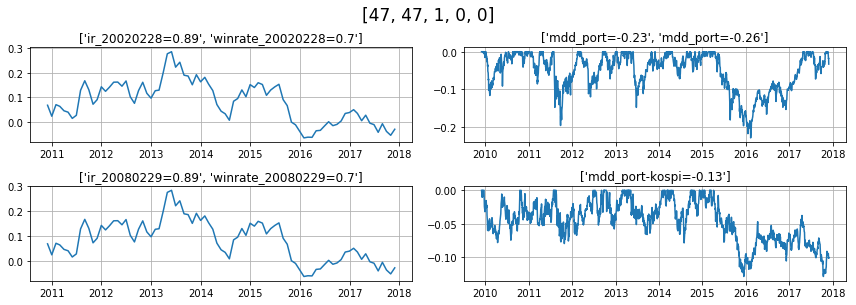 [47, 47, 1, 0, 0]
['ir_20020228=0.89', 'winrate_20020228=0.7']
0.3
0.2
0.1
0.0
2011 2012 2013 2014 2015 2016 2017 2018
['mdd_port=-0.23', 'mdd_port=-0.26']
0.0
−0.1
−0.2
2010 2011 2012 2013 2014 2015 2016 2017 2018
['ir_20080229=0.89', 'winrate_20080229=0.7']
0.3
0.2
0.1
0.0
2011 2012 2013 2014 2015 2016 2017 2018
['mdd_port-kospi=-0.13']
0.00
−0.05
−0.10
2010 2011 2012 2013 2014 2015 2016 2017 2018